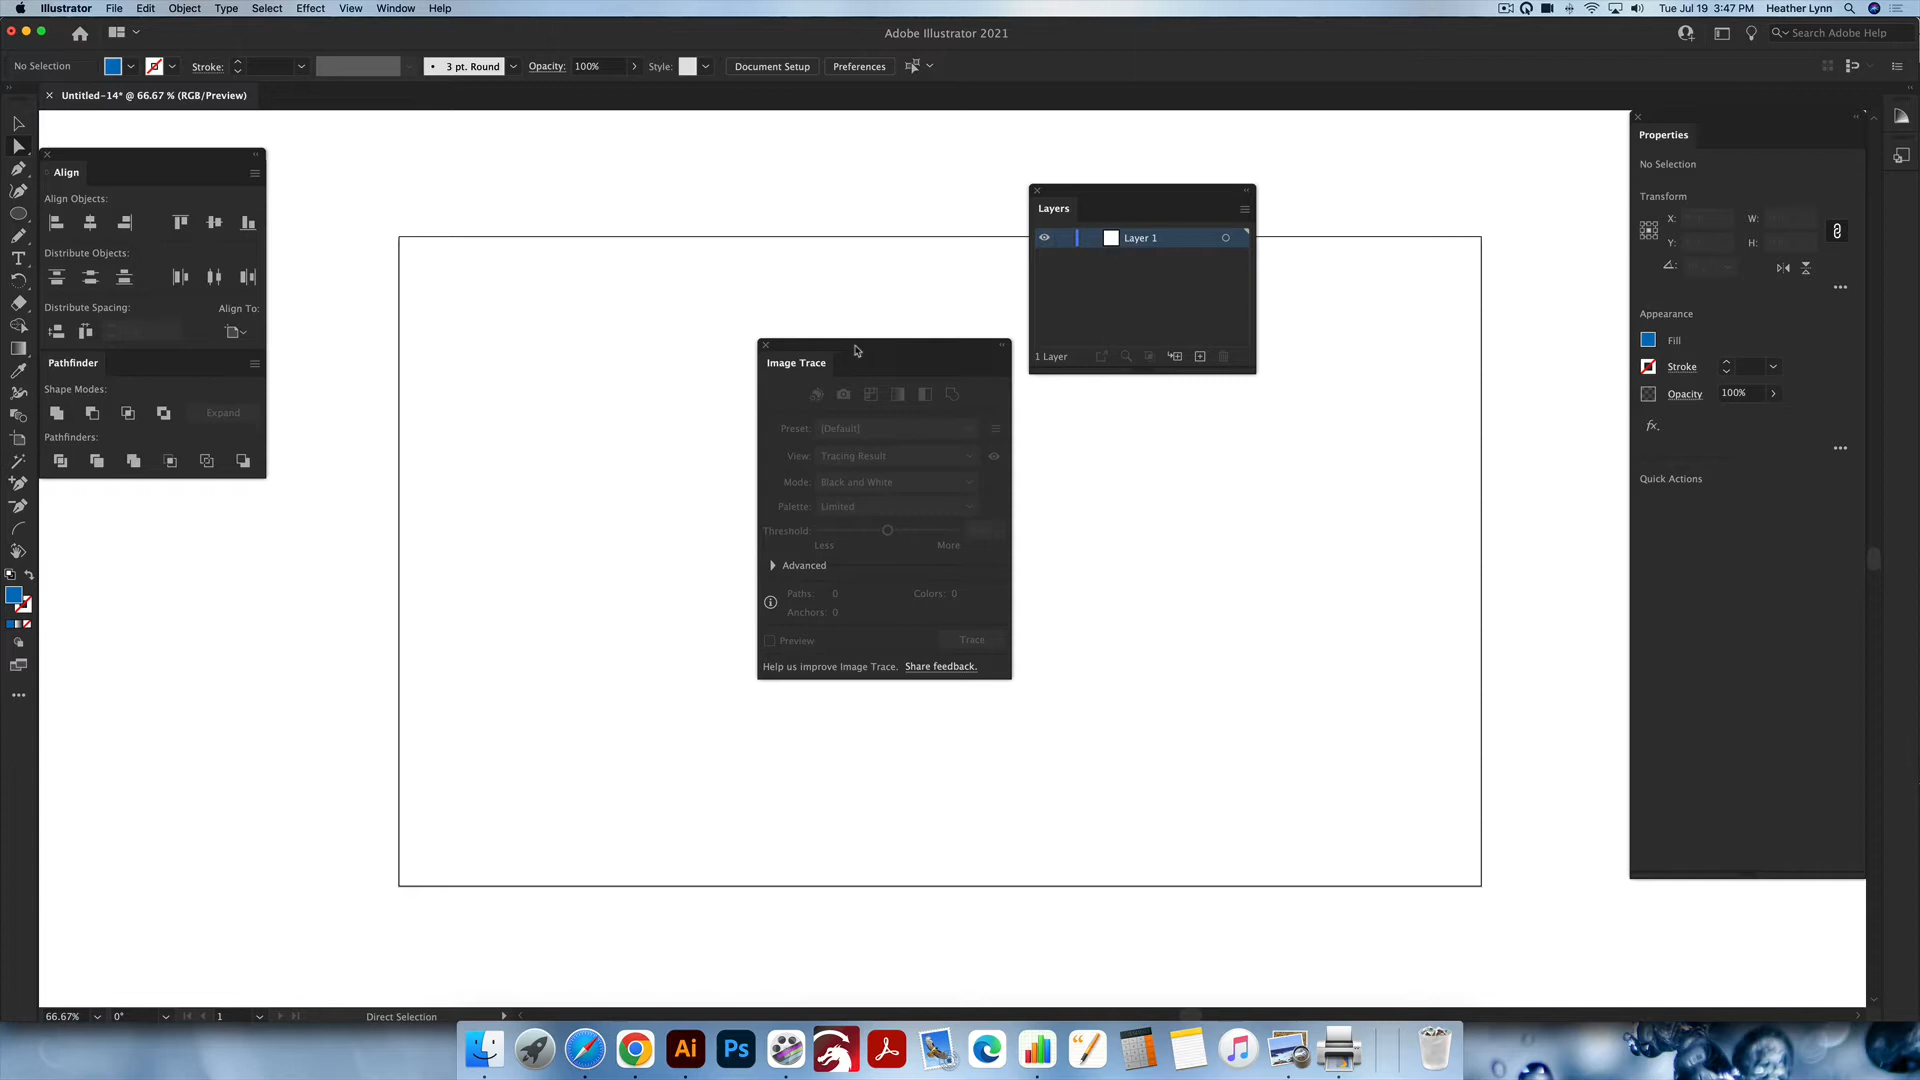 Illustrator File Edit Object Type Select Effect View Window Help
Tue Jul 19 3:47 PM Heather Lynn
Adobe Illustrator 2021
Search Adobe Help
No Selection
Stroke:
3 pt. Round
Opacity: 100%
Style:
Document Setup
Preferences
Untitled-14* @ 66.67 % (RGB/Preview)
Align
Align Objects:
Distribute Objects:
Distribute Spacing:
Align To:
Pathfinder
Shape Modes:
Expand
Pathfinders:
Layers
Layer 1
1 Layer
Image Trace
Preset: [Default]
View: Tracing Result
Mode: Black and White
Palette: Limited
Threshold:
Less More
Advanced
Paths: 0 Colors: 0
Anchors: 0
Preview
Trace
Help us improve Image Trace. Share feedback.
Properties
No Selection
Transform
X: W:
Y: H:
Appearance
Fill
Stroke
Opacity 100%
fx.
Quick Actions
66.67% 0° 1 Direct Selection
Ai Ps